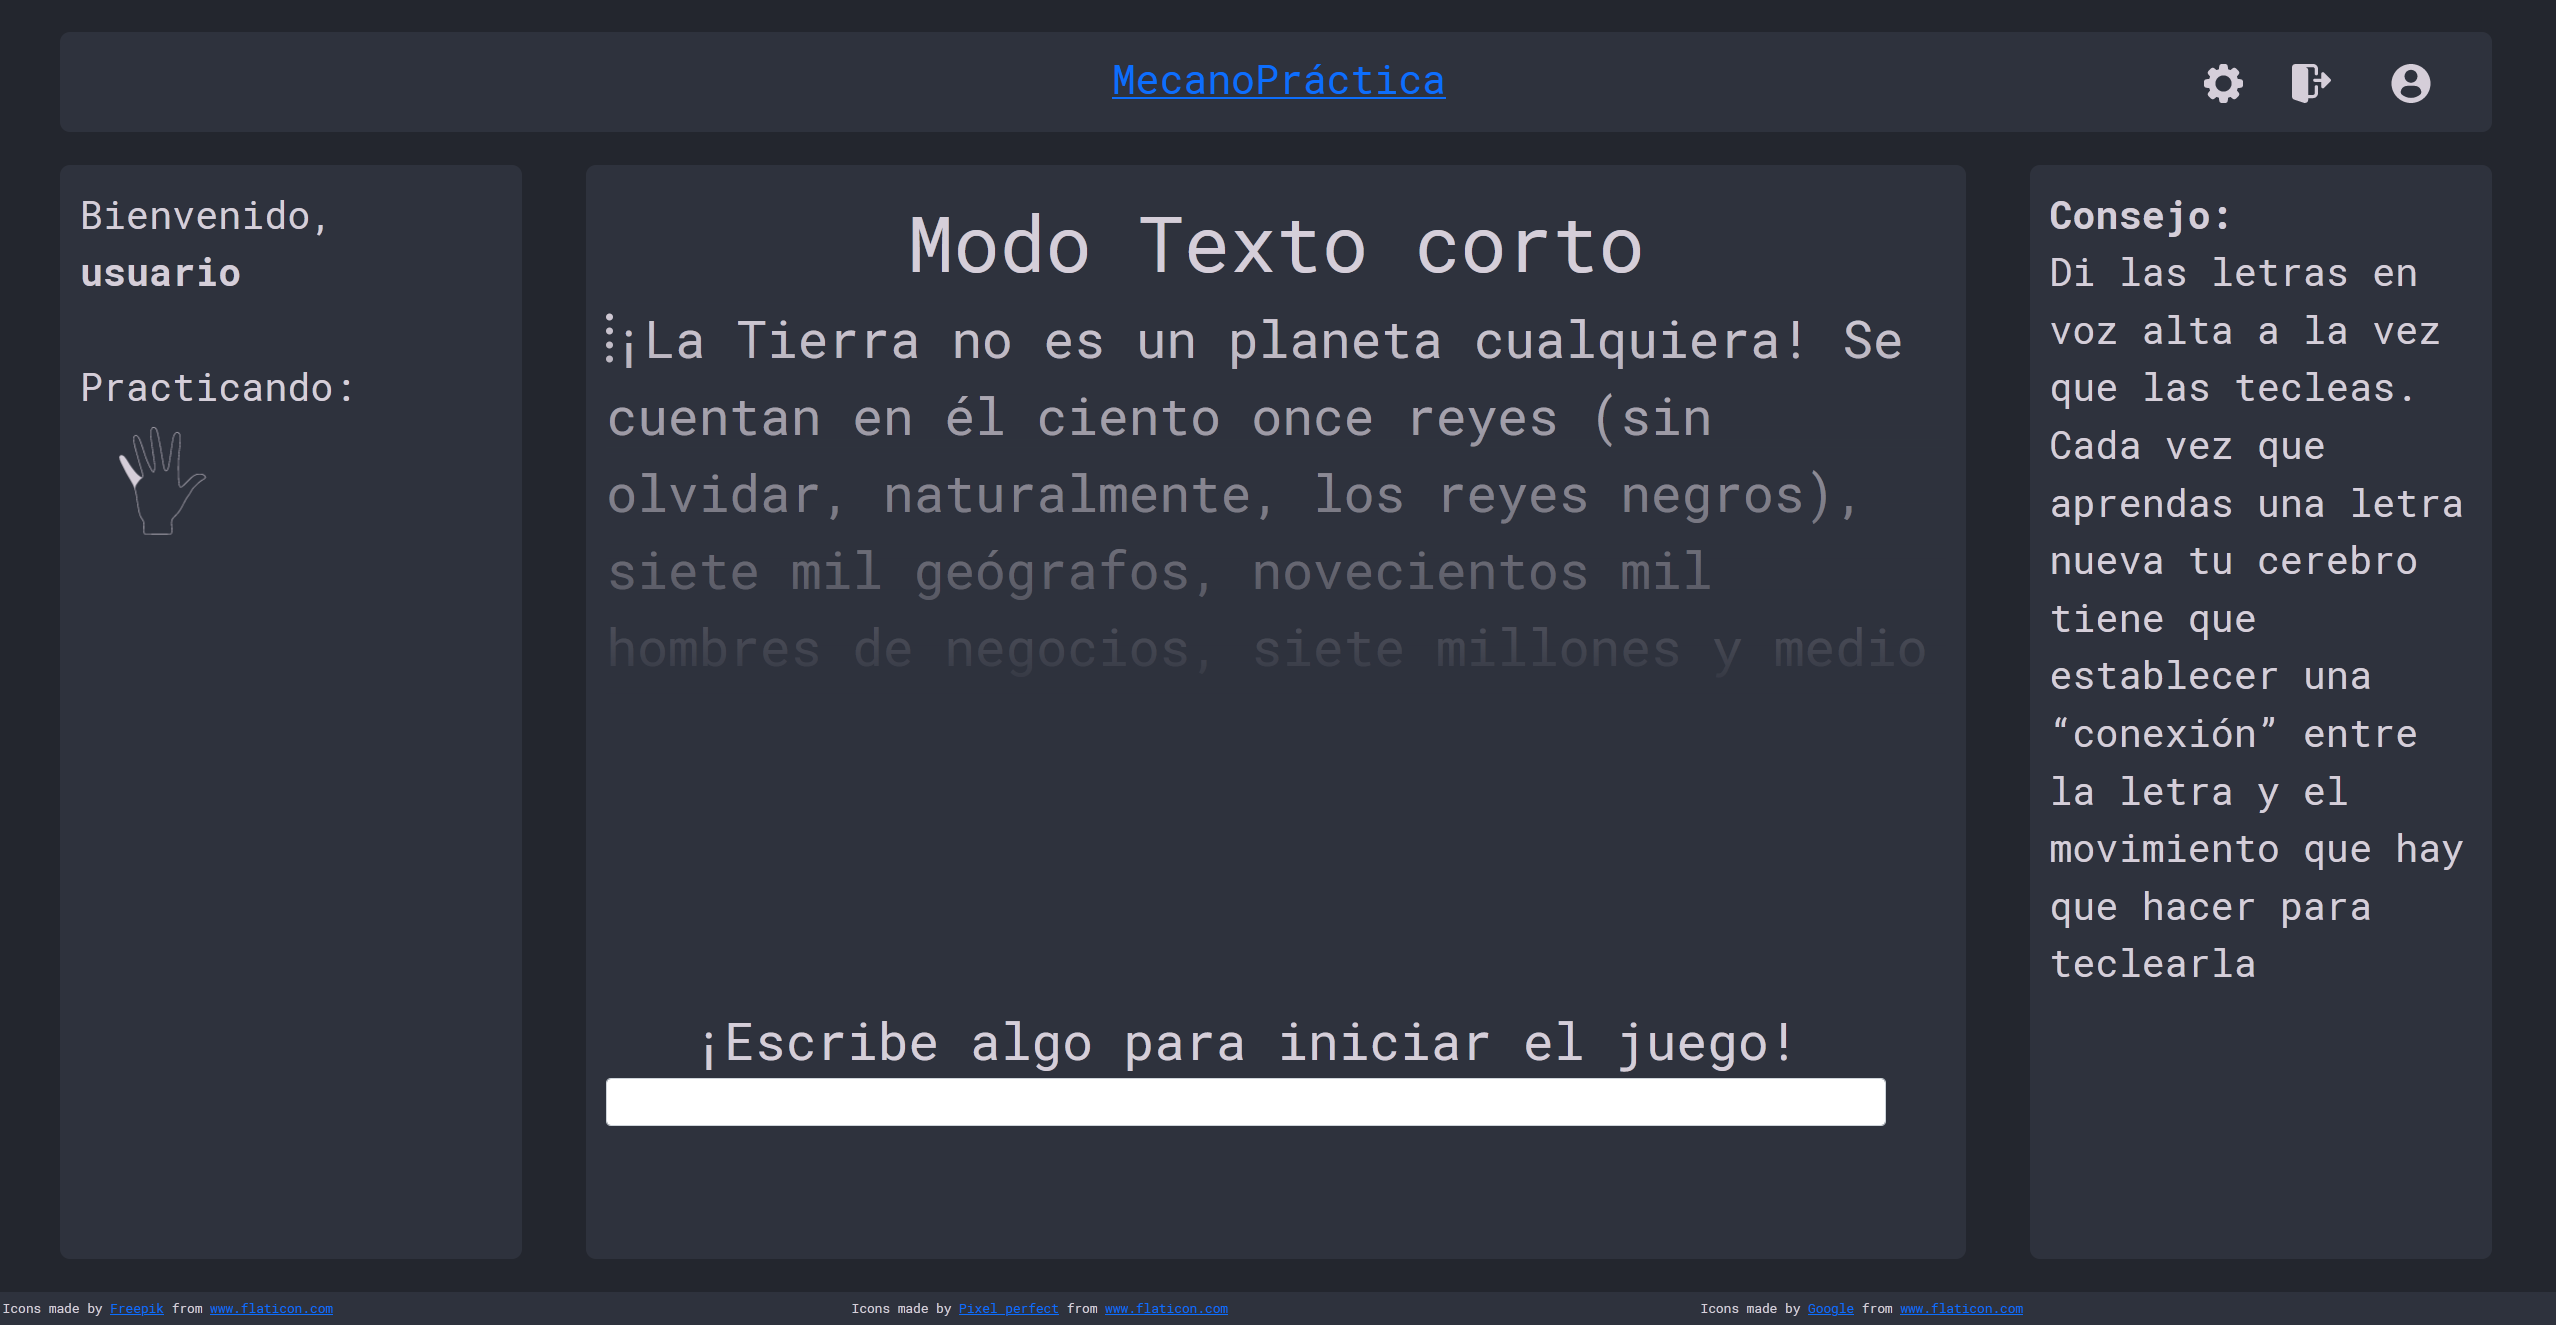 MecanoPráctica
Bienvenido,
usuario
Practicando:
Modo Texto corto
¡La Tierra no es un planeta cualquiera! Se
cuentan en él ciento once reyes (sin
olvidar, naturalmente, los reyes negros),
siete mil geógrafos, novecientos mil
hombres de negocios, siete millones y medio
¡Escribe algo para iniciar el juego!
Consejo:
Di las letras en
voz alta a la vez
que las tecleas.
Cada vez que
aprendas una letra
nueva tu cerebro
tiene que
establecer una
“conexión” entre
la letra y el
movimiento que hay
que hacer para
teclearla
Icons made by Freepik from www.flaticon.com
Icons made by Pixel perfect from www.flaticon.com
Icons made by Google from www.flaticon.com